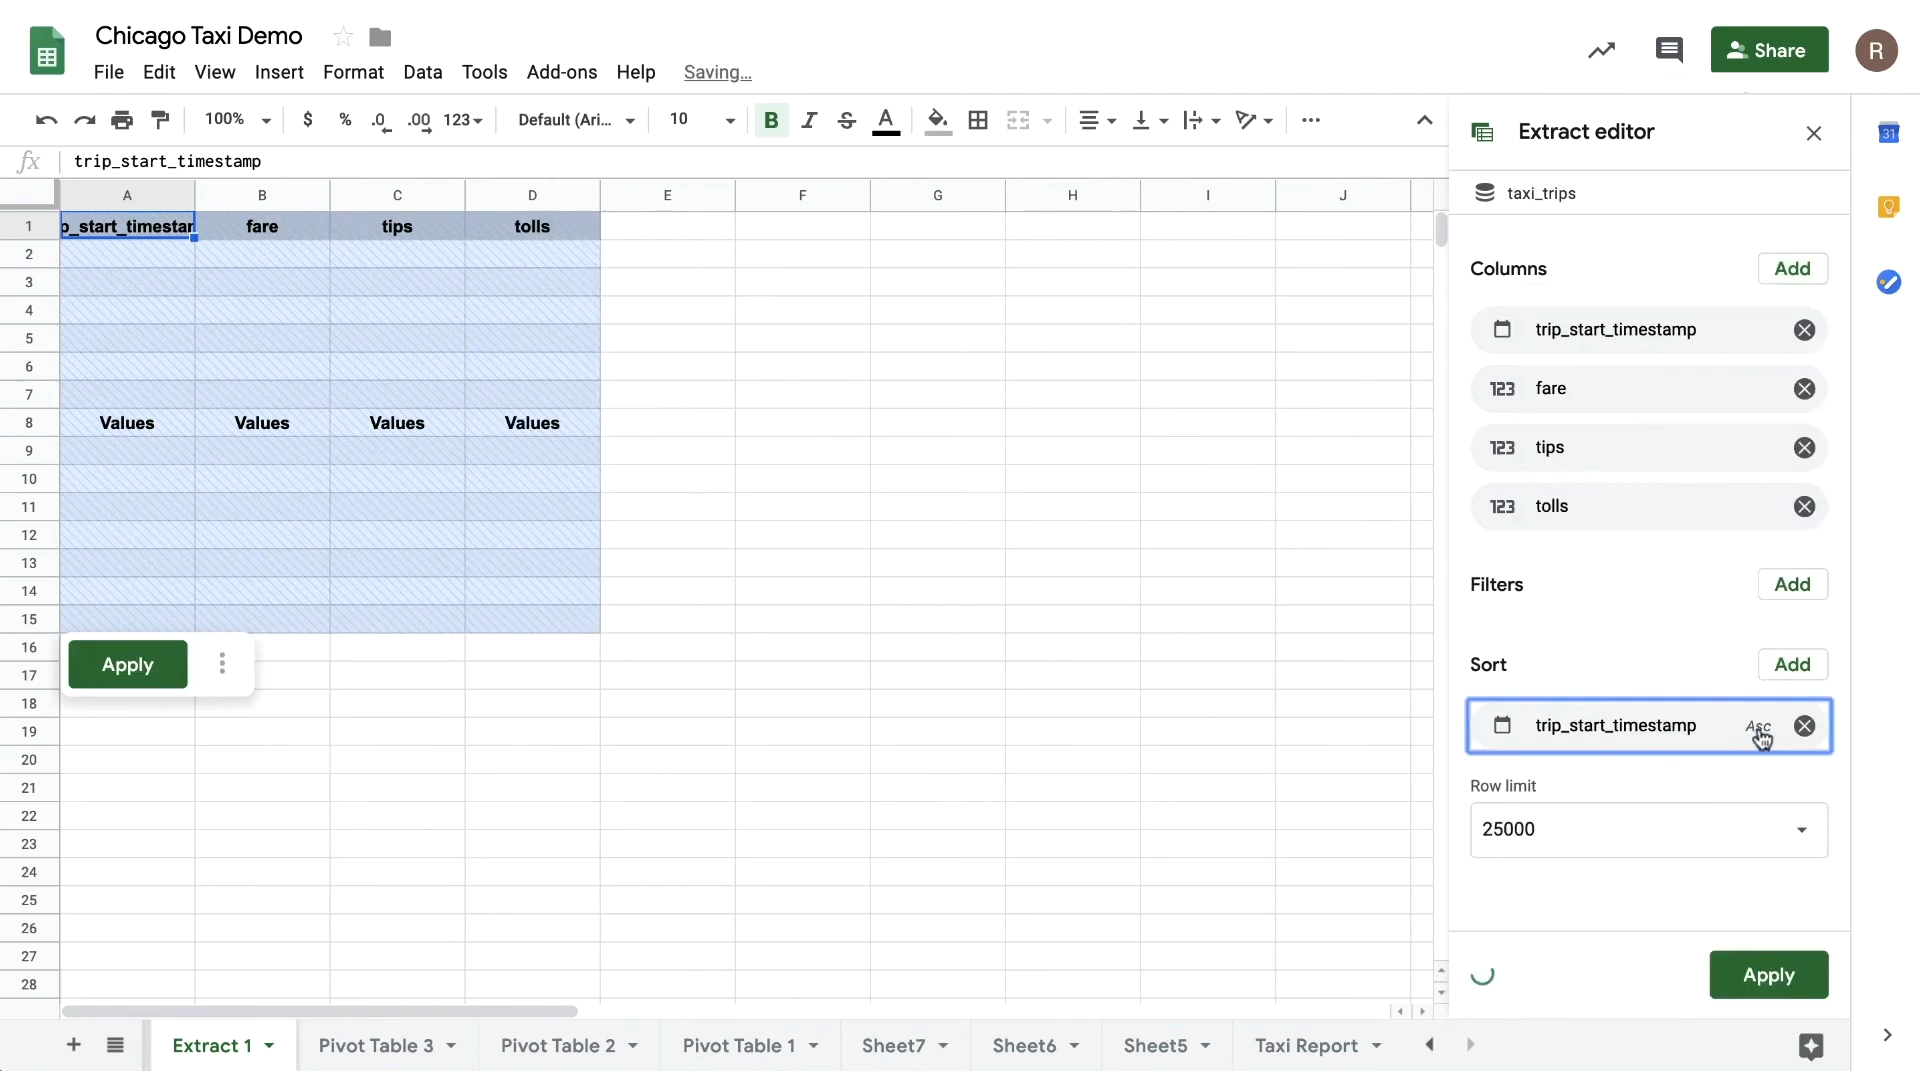 Chicago Taxi Demo
File Edit View Insert Format Data Tools Add-ons Help Saving...
Share
R
100% $ % .0 .00 123 Default (Ari... 10 B I S A
31
fx trip_start_timestamp
Extract editor
taxi_trips
A B C D E F G H I J
1 p_start_timestar fare tips tolls
2
3
4
5
6
7
8 Values Values Values Values
9
10
11
12
13
14
15
16
17
18
19
20
21
22
23
24
25
26
27
28
Apply
Columns Add
trip_start_timestamp
123 fare
123 tips
123 tolls
Filters Add
Sort Add
trip_start_timestamp Asc
Row limit
25000
Apply
Extract 1 Pivot Table 3 Pivot Table 2 Pivot Table 1 Sheet7 Sheet6 Sheet5 Taxi Report